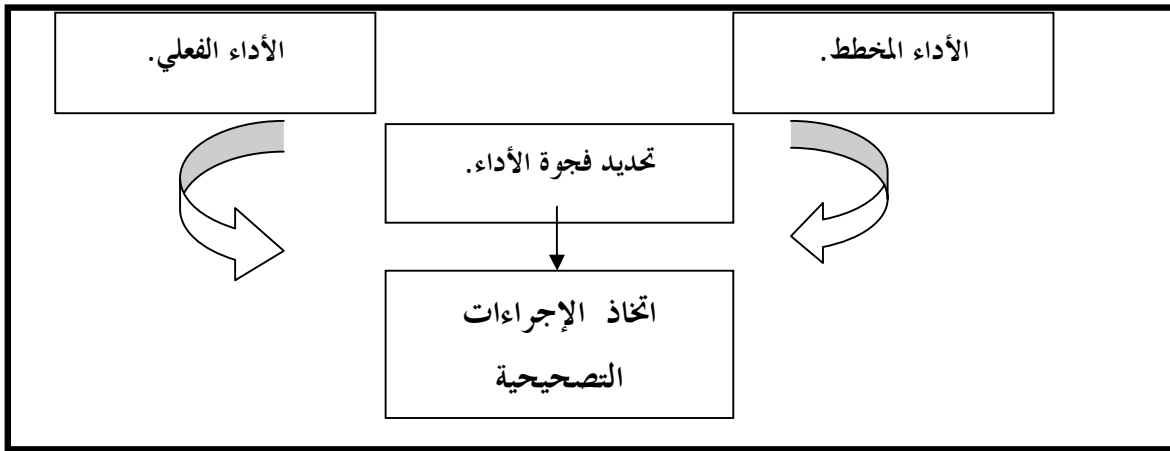 الأداء المخطط.
الأداء الفعلي.
تحديد فجوة الأداء.
اتخاذ الإجراءات
التصحيحية